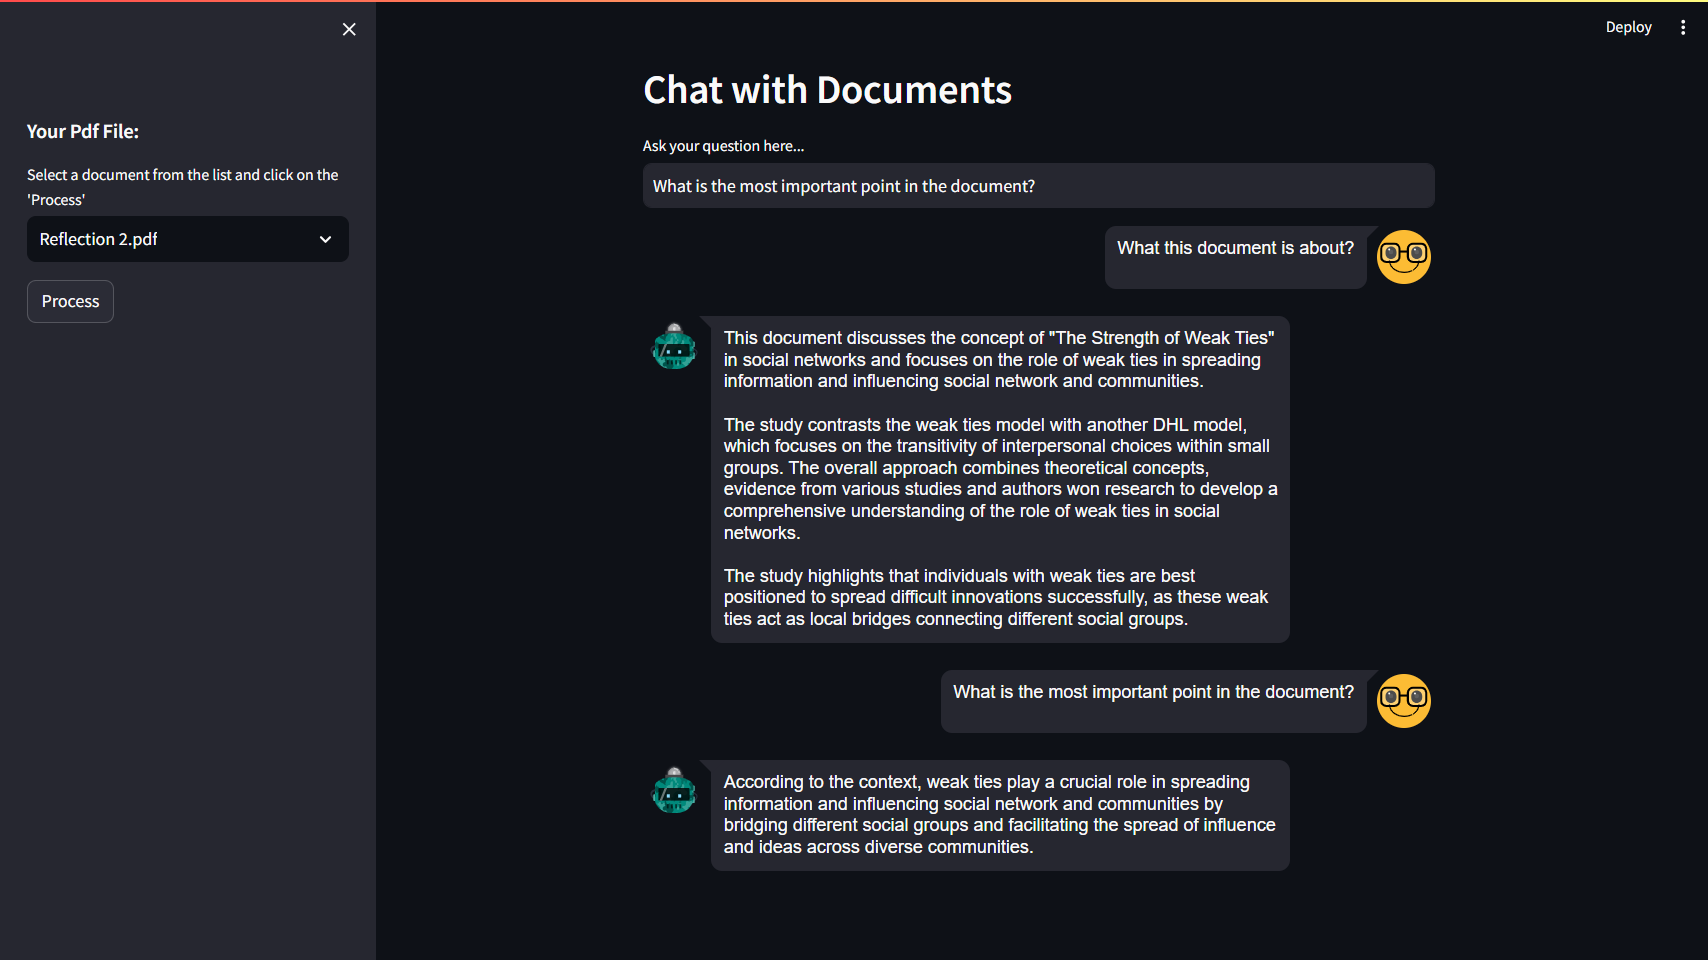 Deploy
Your Pdf File:
Select a document from the list and click on the
'Process'
Reflection 2.pdf
Process
Chat with Documents
Ask your question here...
What is the most important point in the document?
What this document is about?
This document discusses the concept of "The Strength of Weak Ties"
in social networks and focuses on the role of weak ties in spreading
information and influencing social network and communities.
The study contrasts the weak ties model with another DHL model,
which focuses on the transitivity of interpersonal choices within small
groups. The overall approach combines theoretical concepts,
evidence from various studies and authors won research to develop a
comprehensive understanding of the role of weak ties in social
networks.
The study highlights that individuals with weak ties are best
positioned to spread difficult innovations successfully, as these weak
ties act as local bridges connecting different social groups.
What is the most important point in the document?
According to the context, weak ties play a crucial role in spreading
information and influencing social network and communities by
bridging different social groups and facilitating the spread of influence
and ideas across diverse communities.